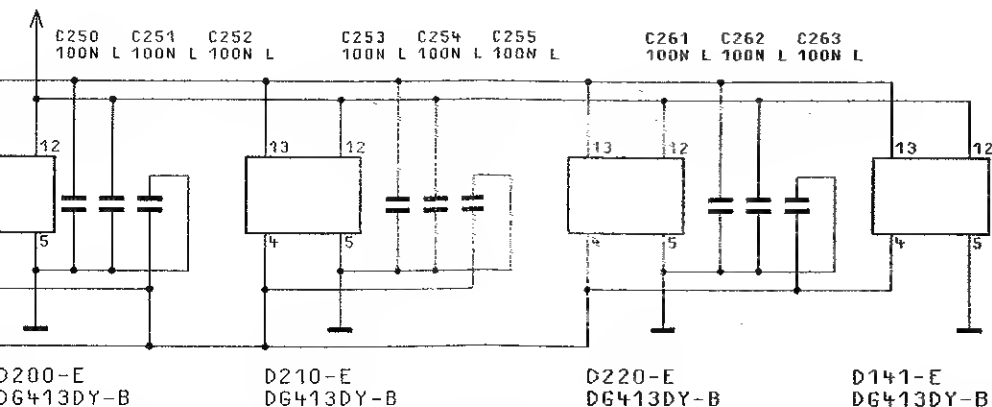 C250 C251 C252
100N L 100N L 100N L
C253 C254 C255
100N L 100N L 100N L
C261 C262 C263
100N L 100N L 100N L
12
13
12
13
12
13
12
5
4
5
4
5
4
5
D200-E
DG413DY-B
D210-E
DG413DY-B
D220-E
DG413DY-B
D141-E
DG413DY-B